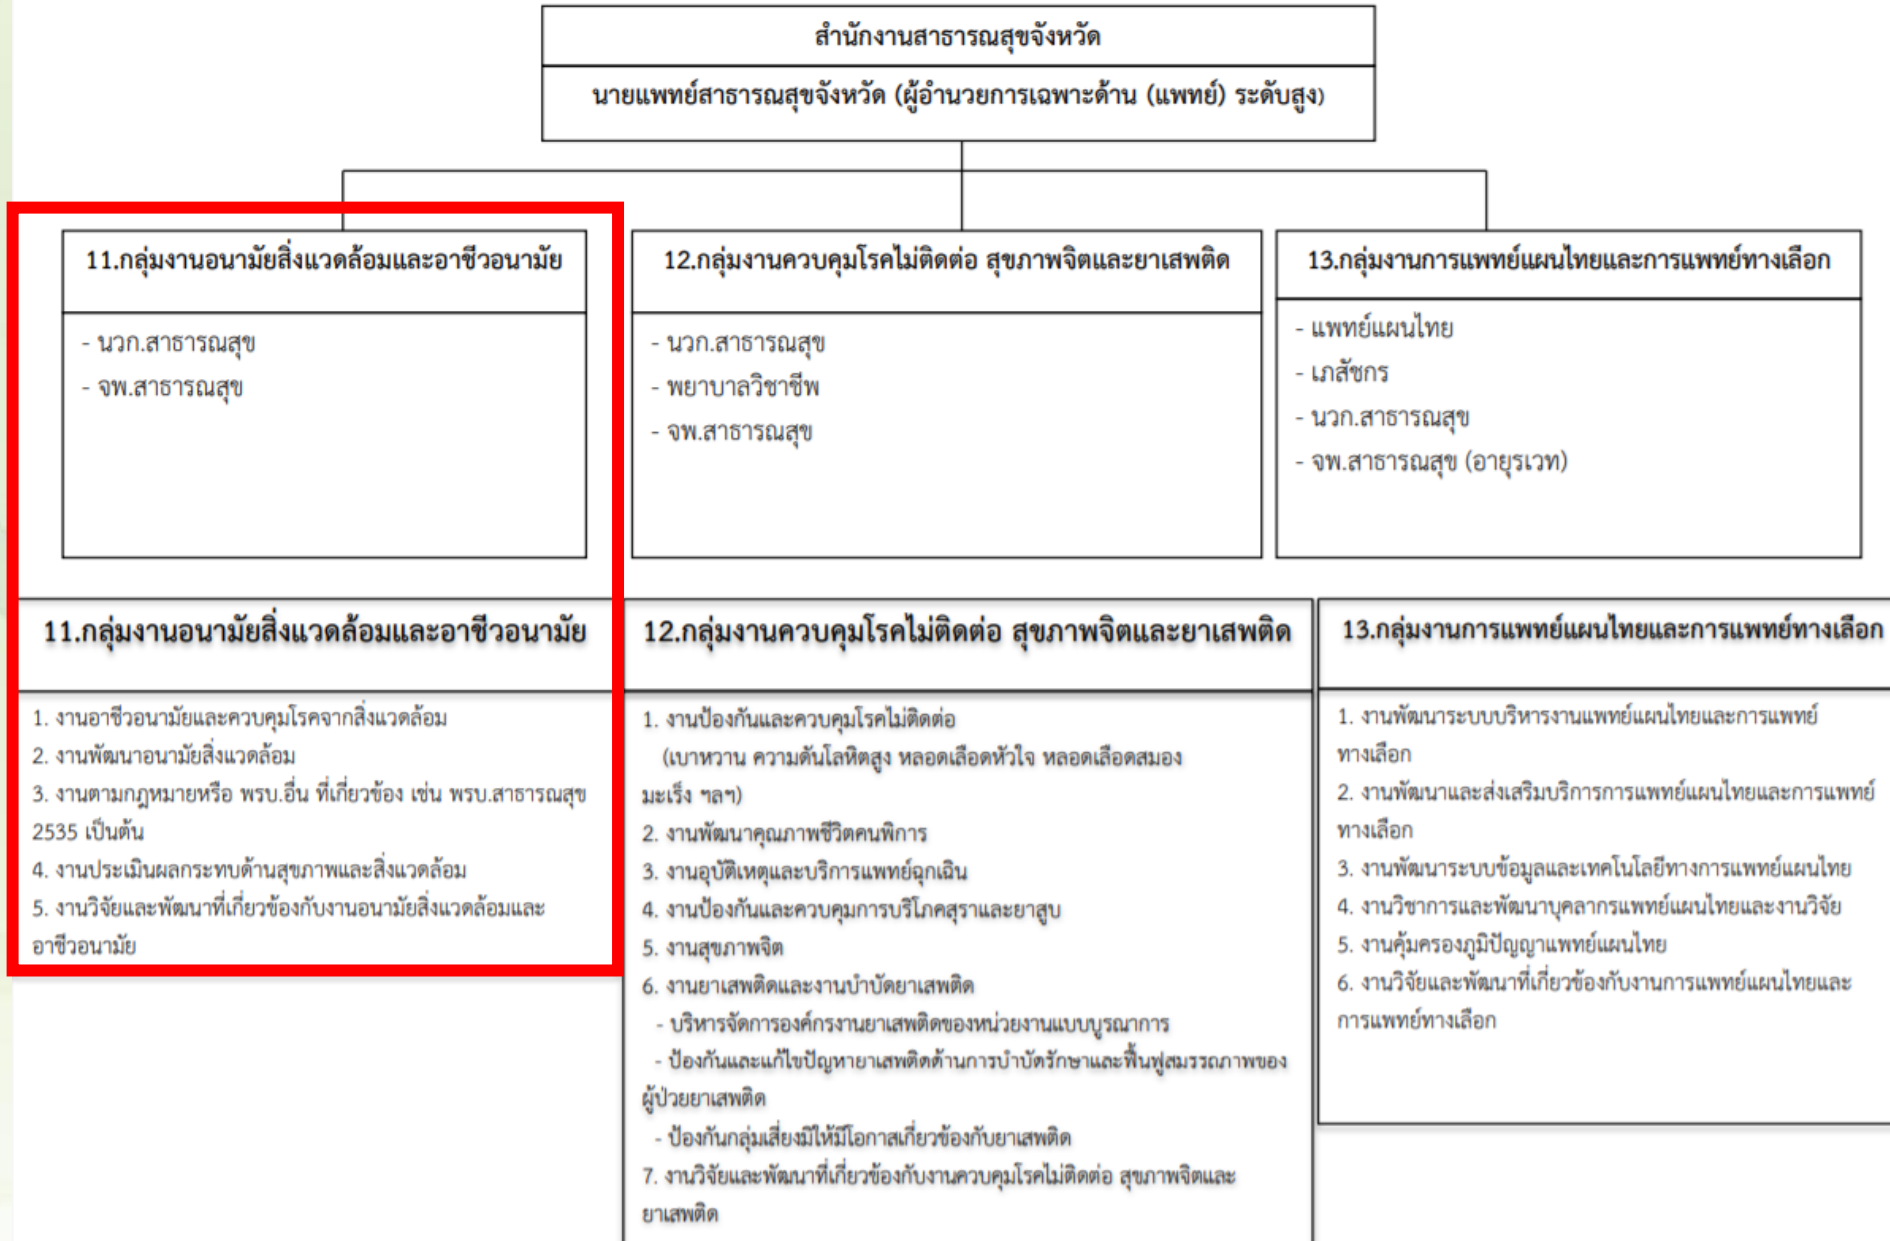 สำนักงานสาธารณสุขจังหวัด
นายแพทย์สาธารณสุขจังหวัด (ผู้อำนวยการเฉพาะด้าน (แพทย์) ระดับสูง)
11.กลุ่มงานอนามัยสิ่งแวดล้อมและอาชีวอนามัย
- นวก.สาธารณสุข
- จพ.สาธารณสุข
12.กลุ่มงานควบคุมโรคไม่ติดต่อ สุขภาพจิตและยาเสพติด
- นวก.สาธารณสุข
- พยาบาลวิชาชีพ
- จพ.สาธารณสุข
13.กลุ่มงานการแพทย์แผนไทยและการแพทย์ทางเลือก
- แพทย์แผนไทย
- เภสัชกร
- นวก.สาธารณสุข
- จพ.สาธารณสุข (อายุรเวท)
11.กลุ่มงานอนามัยสิ่งแวดล้อมและอาชีวอนามัย
1. งานอาชีวอนามัยและควบคุมโรคจากสิ่งแวดล้อม
2. งานพัฒนาอนามัยสิ่งแวดล้อม
3. งานตามกฎหมายหรือ พรบ.อื่น ที่เกี่ยวข้อง เช่น พรบ.สาธารณสุข
2535 เป็นต้น
4. งานประเมินผลกระทบด้านสุขภาพและสิ่งแวดล้อม
5. งานวิจัยและพัฒนาที่เกี่ยวข้องกับงานอนามัยสิ่งแวดล้อมและ
อาชีวอนามัย
12.กลุ่มงานควบคุมโรคไม่ติดต่อ สุขภาพจิตและยาเสพติด
1. งานป้องกันและควบคุมโรคไม่ติดต่อ
(เบาหวาน ความดันโลหิตสูง หลอดเลือดหัวใจ หลอดเลือดสมอง
มะเร็ง ฯลฯ)
2. งานพัฒนาคุณภาพชีวิตคนพิการ
3. งานอุบัติเหตุและบริการแพทย์ฉุกเฉิน
4. งานป้องกันและควบคุมการบริโภคสุราและยาสูบ
5. งานสุขภาพจิต
6. งานยาเสพติดและงานบำบัดยาเสพติด
- บริหารจัดการองค์กรงานยาเสพติดของหน่วยงานแบบบูรณาการ
- ป้องกันและแก้ไขปัญหายาเสพติดด้านการบำบัดรักษาและฟื้นฟูสมรรถภาพของ
ผู้ป่วยยาเสพติด
- ป้องกันกลุ่มเสี่ยงมิให้มีโอกาสเกี่ยวข้องกับยาเสพติด
7. งานวิจัยและพัฒนาที่เกี่ยวข้องกับงานควบคุมโรคไม่ติดต่อ สุขภาพจิตและ
ยาเสพติด
13.กลุ่มงานการแพทย์แผนไทยและการแพทย์ทางเลือก
1. งานพัฒนาระบบบริหารงานแพทย์แผนไทยและการแพทย์
ทางเลือก
2. งานพัฒนาและส่งเสริมบริการการแพทย์แผนไทยและการแพทย์
ทางเลือก
3. งานพัฒนาระบบข้อมูลและเทคโนโลยีทางการแพทย์แผนไทย
4. งานวิชาการและพัฒนาบุคลากรแพทย์แผนไทยและงานวิจัย
5. งานคุ้มครองภูมิปัญญาแพทย์แผนไทย
6. งานวิจัยและพัฒนาที่เกี่ยวข้องกับงานการแพทย์แผนไทยและ
การแพทย์ทางเลือก